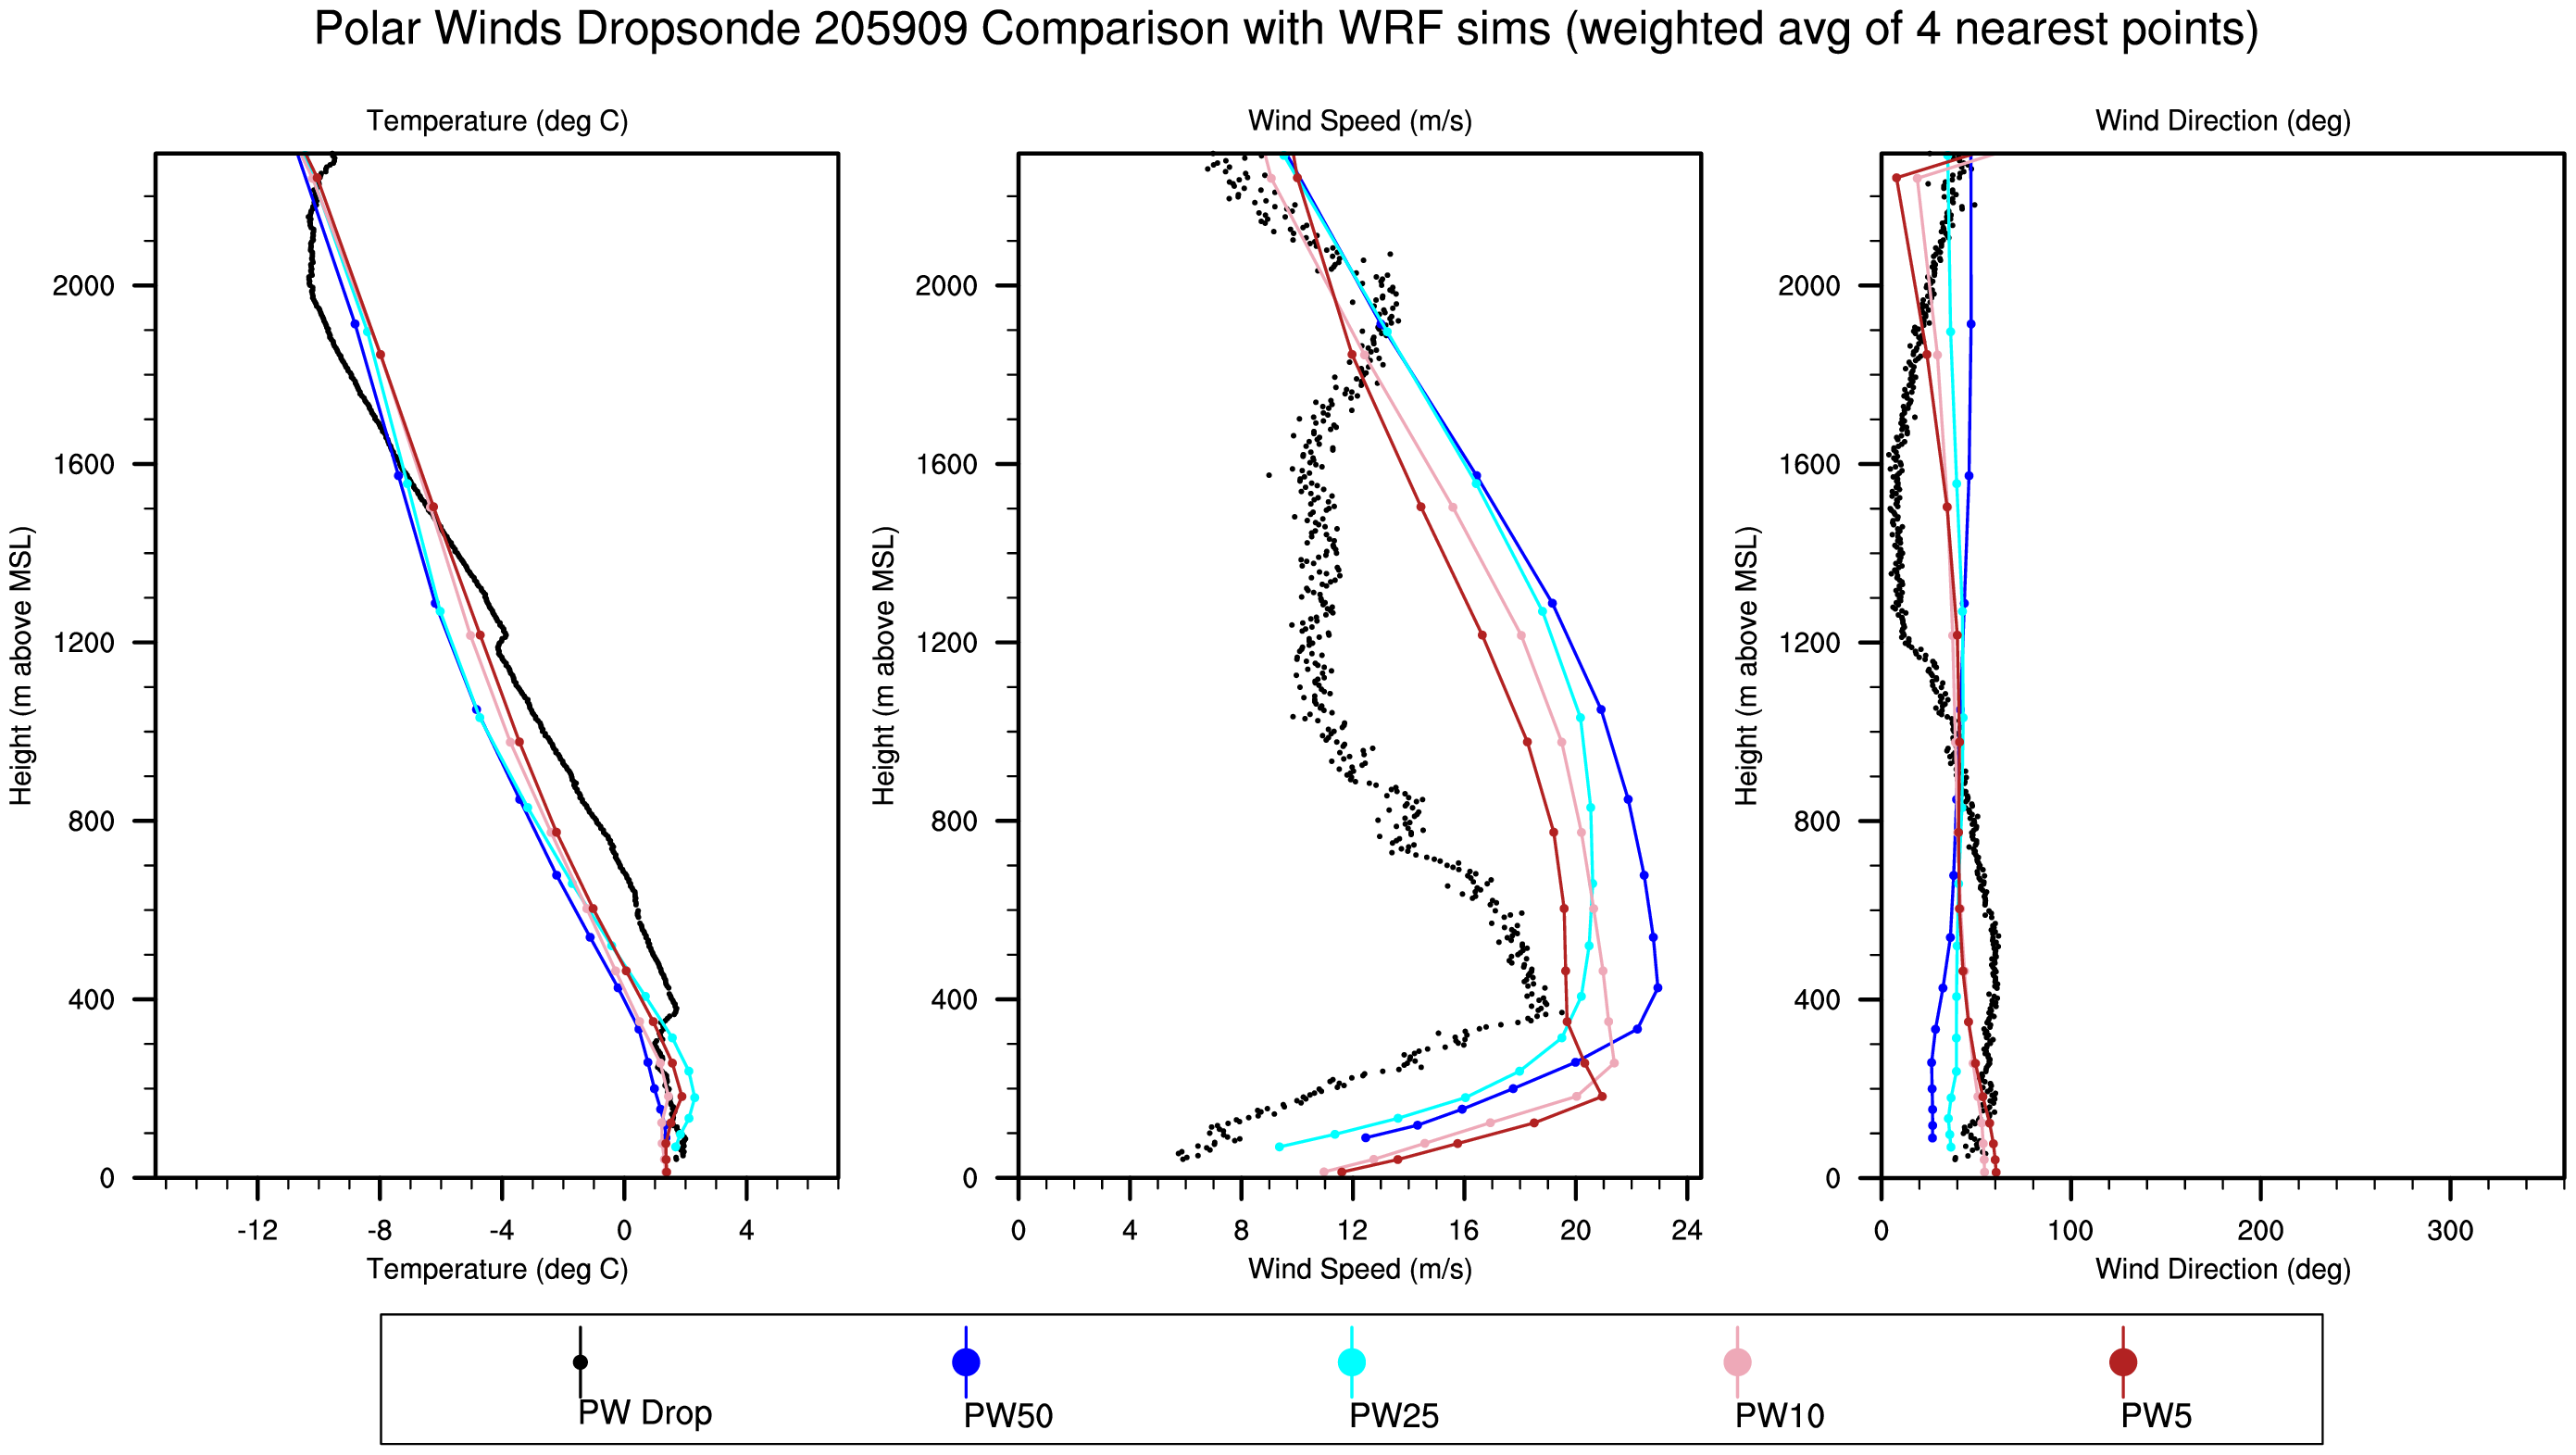 Polar Winds Dropsonde 205909 Comparison with WRF sims (weighted avg of 4 nearest points)
Temperature (deg C)
Height (m above MSL)
2000
1600
1200
800
400
0
-12 -8 -4 0 4
Temperature (deg C)
Wind Speed (m/s)
Height (m above MSL)
2000
1600
1200
800
400
0
0 4 8 12 16 20 24
Wind Speed (m/s)
Wind Direction (deg)
Height (m above MSL)
2000
1600
1200
800
400
0
0 100 200 300
Wind Direction (deg)
PW Drop PW50 PW25 PW10 PW5